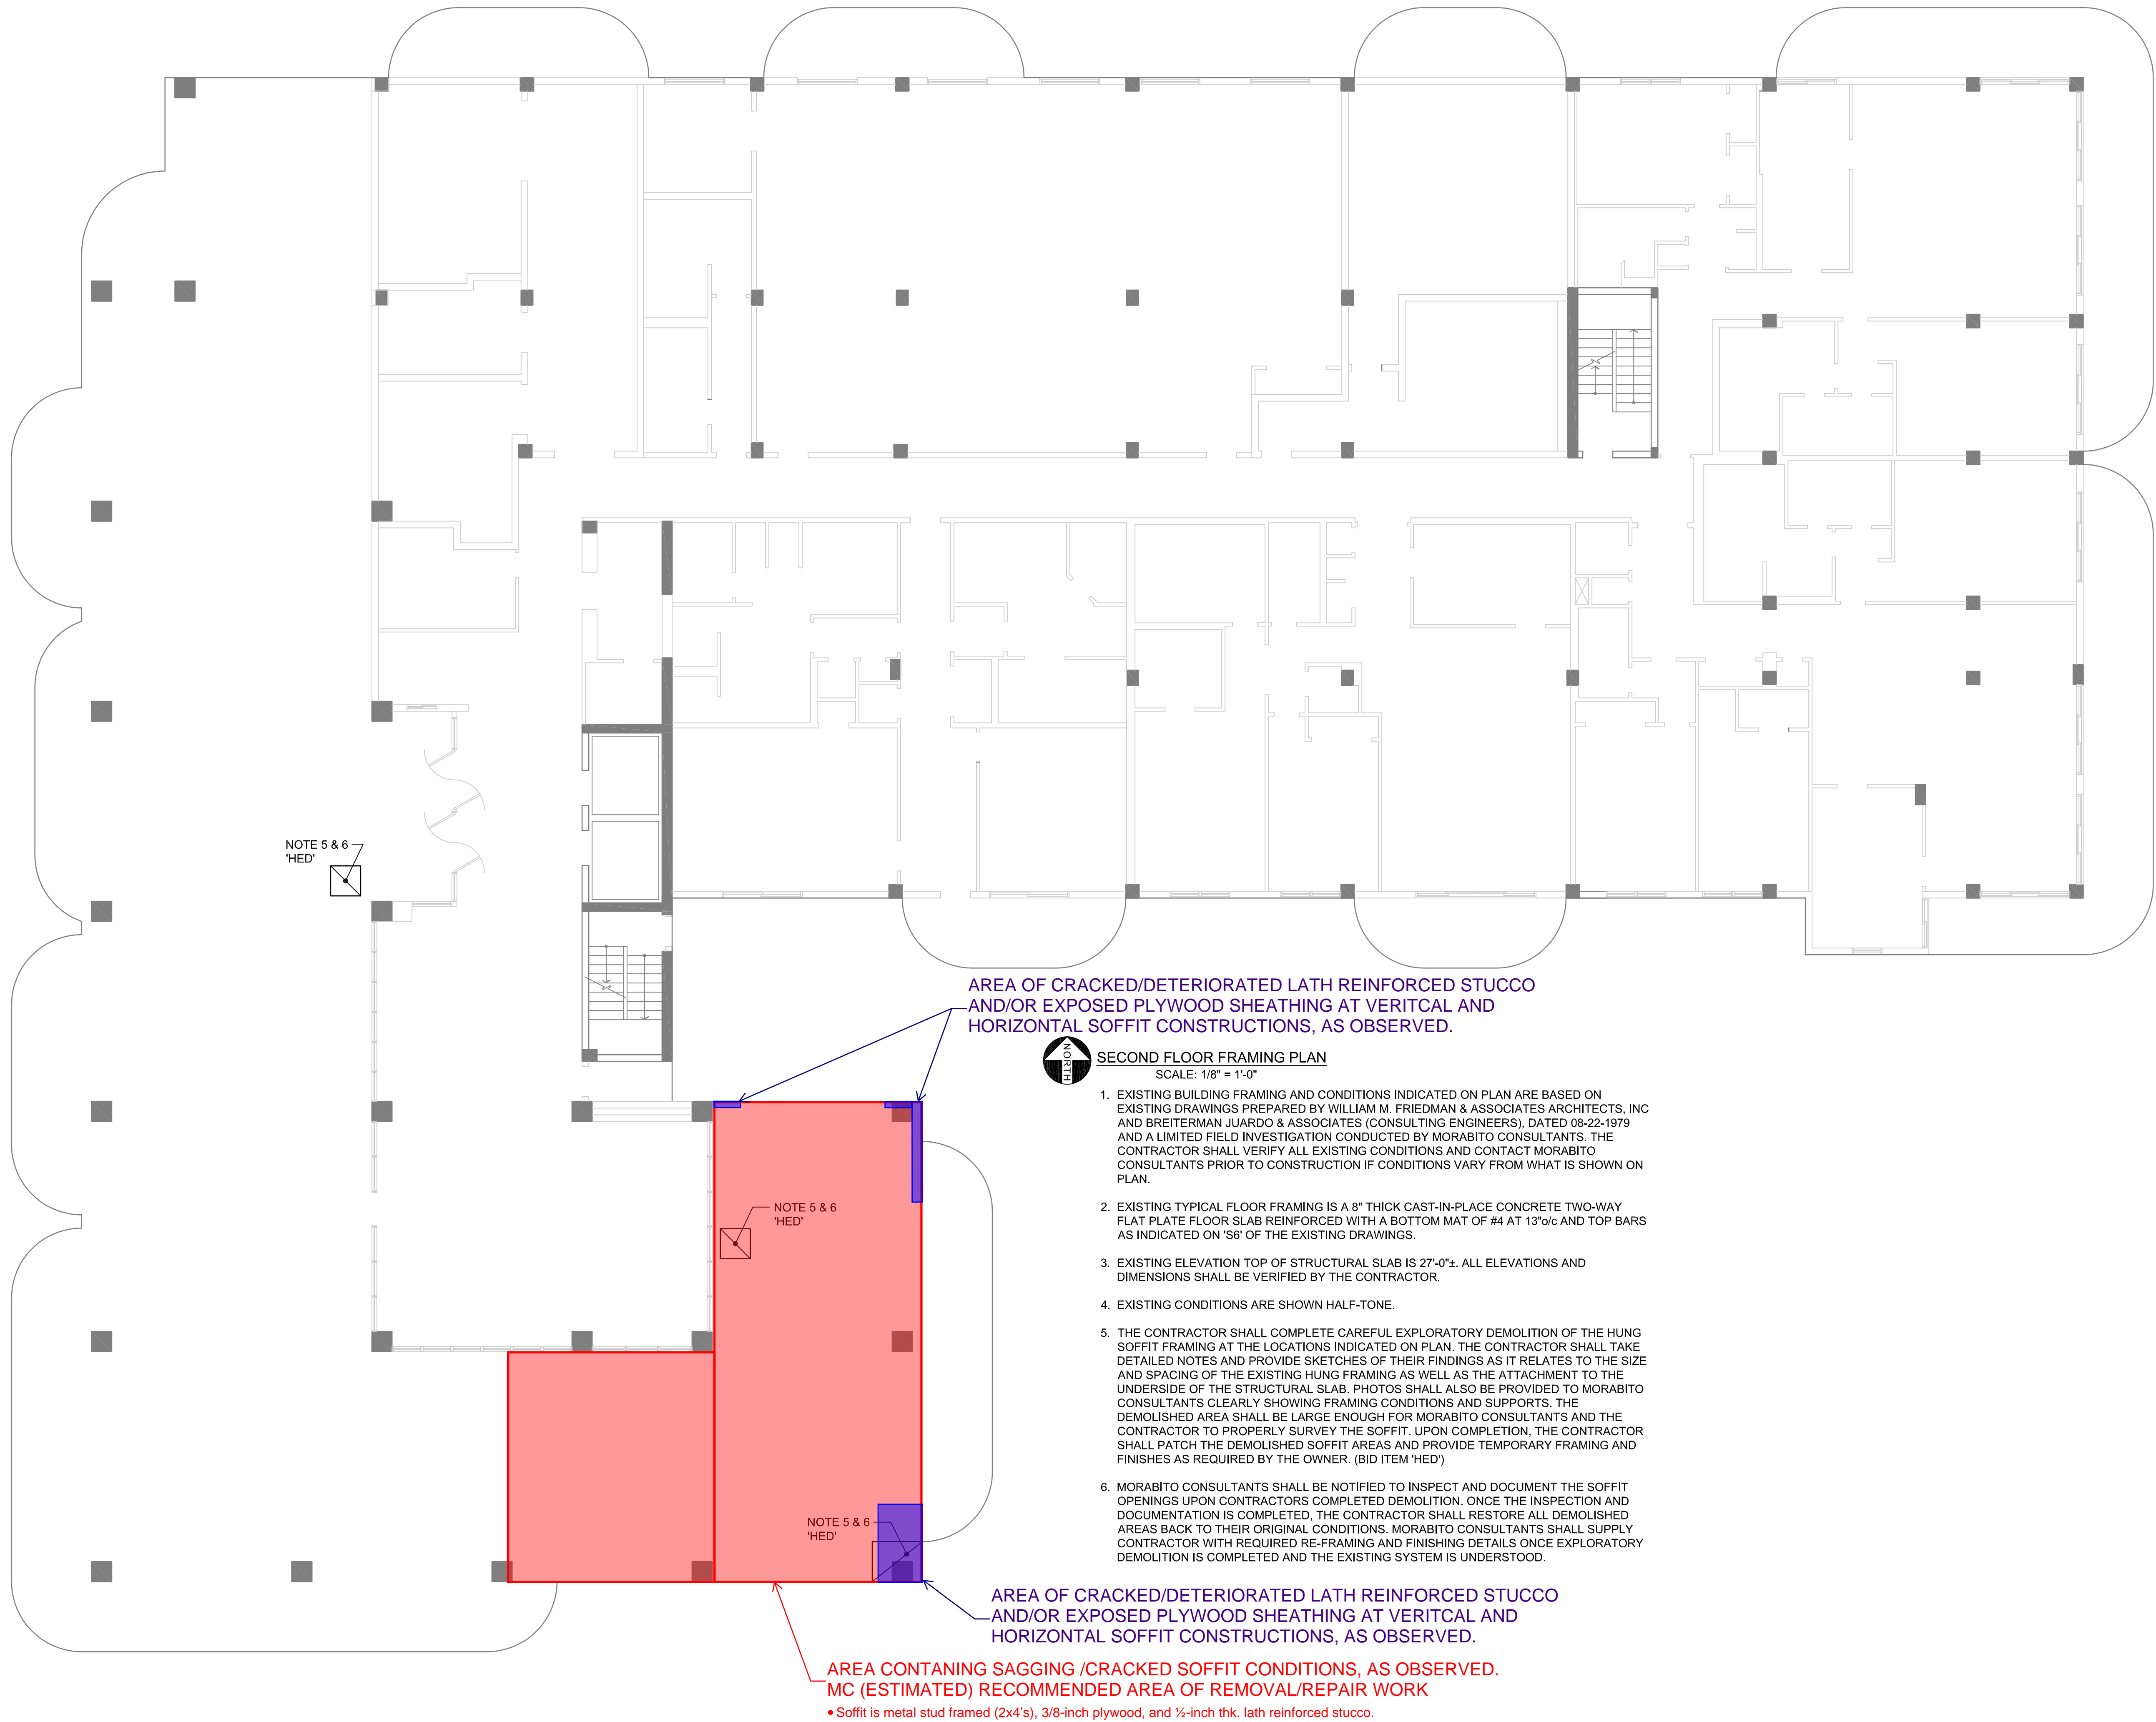 NOTE 5 & 6
'HED'
AREA OF CRACKED/DETERIORATED LATH REINFORCED STUCCO
AND/OR EXPOSED PLYWOOD SHEATHING AT VERITCAL AND
HORIZONTAL SOFFIT CONSTRUCTIONS, AS OBSERVED.
NORTH
SECOND FLOOR FRAMING PLAN
SCALE: 1/8" = 1'-0"
1. EXISTING BUILDING FRAMING AND CONDITIONS INDICATED ON PLAN ARE BASED ON
EXISTING DRAWINGS PREPARED BY WILLIAM M. FRIEDMAN & ASSOCIATES ARCHITECTS, INC
AND BREITERMAN JUARDO & ASSOCIATES (CONSULTING ENGINEERS), DATED 08-22-1979
AND A LIMITED FIELD INVESTIGATION CONDUCTED BY MORABITO CONSULTANTS. THE
CONTRACTOR SHALL VERIFY ALL EXISTING CONDITIONS AND CONTACT MORABITO
CONSULTANTS PRIOR TO CONSTRUCTION IF CONDITIONS VARY FROM WHAT IS SHOWN ON
PLAN.
2. EXISTING TYPICAL FLOOR FRAMING IS A 8" THICK CAST-IN-PLACE CONCRETE TWO-WAY
FLAT PLATE FLOOR SLAB REINFORCED WITH A BOTTOM MAT OF #4 AT 13"o/c AND TOP BARS
AS INDICATED ON 'S6' OF THE EXISTING DRAWINGS.
3. EXISTING ELEVATION TOP OF STRUCTURAL SLAB IS 27'-0"±. ALL ELEVATIONS AND
DIMENSIONS SHALL BE VERIFIED BY THE CONTRACTOR.
4. EXISTING CONDITIONS ARE SHOWN HALF-TONE.
5. THE CONTRACTOR SHALL COMPLETE CAREFUL EXPLORATORY DEMOLITION OF THE HUNG
SOFFIT FRAMING AT THE LOCATIONS INDICATED ON PLAN. THE CONTRACTOR SHALL TAKE
DETAILED NOTES AND PROVIDE SKETCHES OF THEIR FINDINGS AS IT RELATES TO THE SIZE
AND SPACING OF THE EXISTING HUNG FRAMING AS WELL AS THE ATTACHMENT TO THE
UNDERSIDE OF THE STRUCTURAL SLAB. PHOTOS SHALL ALSO BE PROVIDED TO MORABITO
CONSULTANTS CLEARLY SHOWING FRAMING CONDITIONS AND SUPPORTS. THE
DEMOLISHED AREA SHALL BE LARGE ENOUGH FOR MORABITO CONSULTANTS AND THE
CONTRACTOR TO PROPERLY SURVEY THE SOFFIT. UPON COMPLETION, THE CONTRACTOR
SHALL PATCH THE DEMOLISHED SOFFIT AREAS AND PROVIDE TEMPORARY FRAMING AND
FINISHES AS REQUIRED BY THE OWNER. (BID ITEM 'HED')
6. MORABITO CONSULTANTS SHALL BE NOTIFIED TO INSPECT AND DOCUMENT THE SOFFIT
OPENINGS UPON CONTRACTORS COMPLETED DEMOLITION. ONCE THE INSPECTION AND
DOCUMENTATION IS COMPLETED, THE CONTRACTOR SHALL RESTORE ALL DEMOLISHED
AREAS BACK TO THEIR ORIGINAL CONDITIONS. MORABITO CONSULTANTS SHALL SUPPLY
CONTRACTOR WITH REQUIRED RE-FRAMING AND FINISHING DETAILS ONCE EXPLORATORY
DEMOLITION IS COMPLETED AND THE EXISTING SYSTEM IS UNDERSTOOD.
NOTE 5 & 6
'HED'
NOTE 5 & 6
'HED'
AREA OF CRACKED/DETERIORATED LATH REINFORCED STUCCO
AND/OR EXPOSED PLYWOOD SHEATHING AT VERITCAL AND
HORIZONTAL SOFFIT CONSTRUCTIONS, AS OBSERVED.
AREA CONTANING SAGGING /CRACKED SOFFIT CONDITIONS, AS OBSERVED.
MC (ESTIMATED) RECOMMENDED AREA OF REMOVAL/REPAIR WORK
• Soffit is metal stud framed (2x4's), 3/8-inch plywood, and ½-inch thk. lath reinforced stucco.